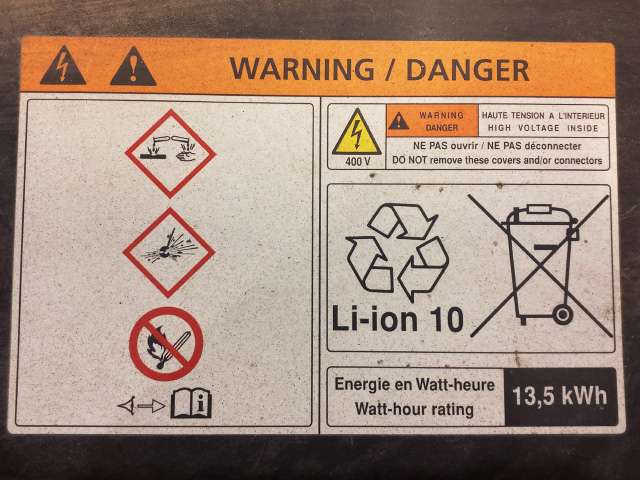 WARNING / DANGER
WARNING
DANGER
HAUTE TENSION A L'INTERIEUR
HIGH VOLTAGE INSIDE
400 V
NE PAS ouvrir / NE PAS déconnecter
DO NOT remove these covers and/or connectors
Li-ion 10
Energie en Watt-heure
Watt-hour rating
13,5 kWh
i